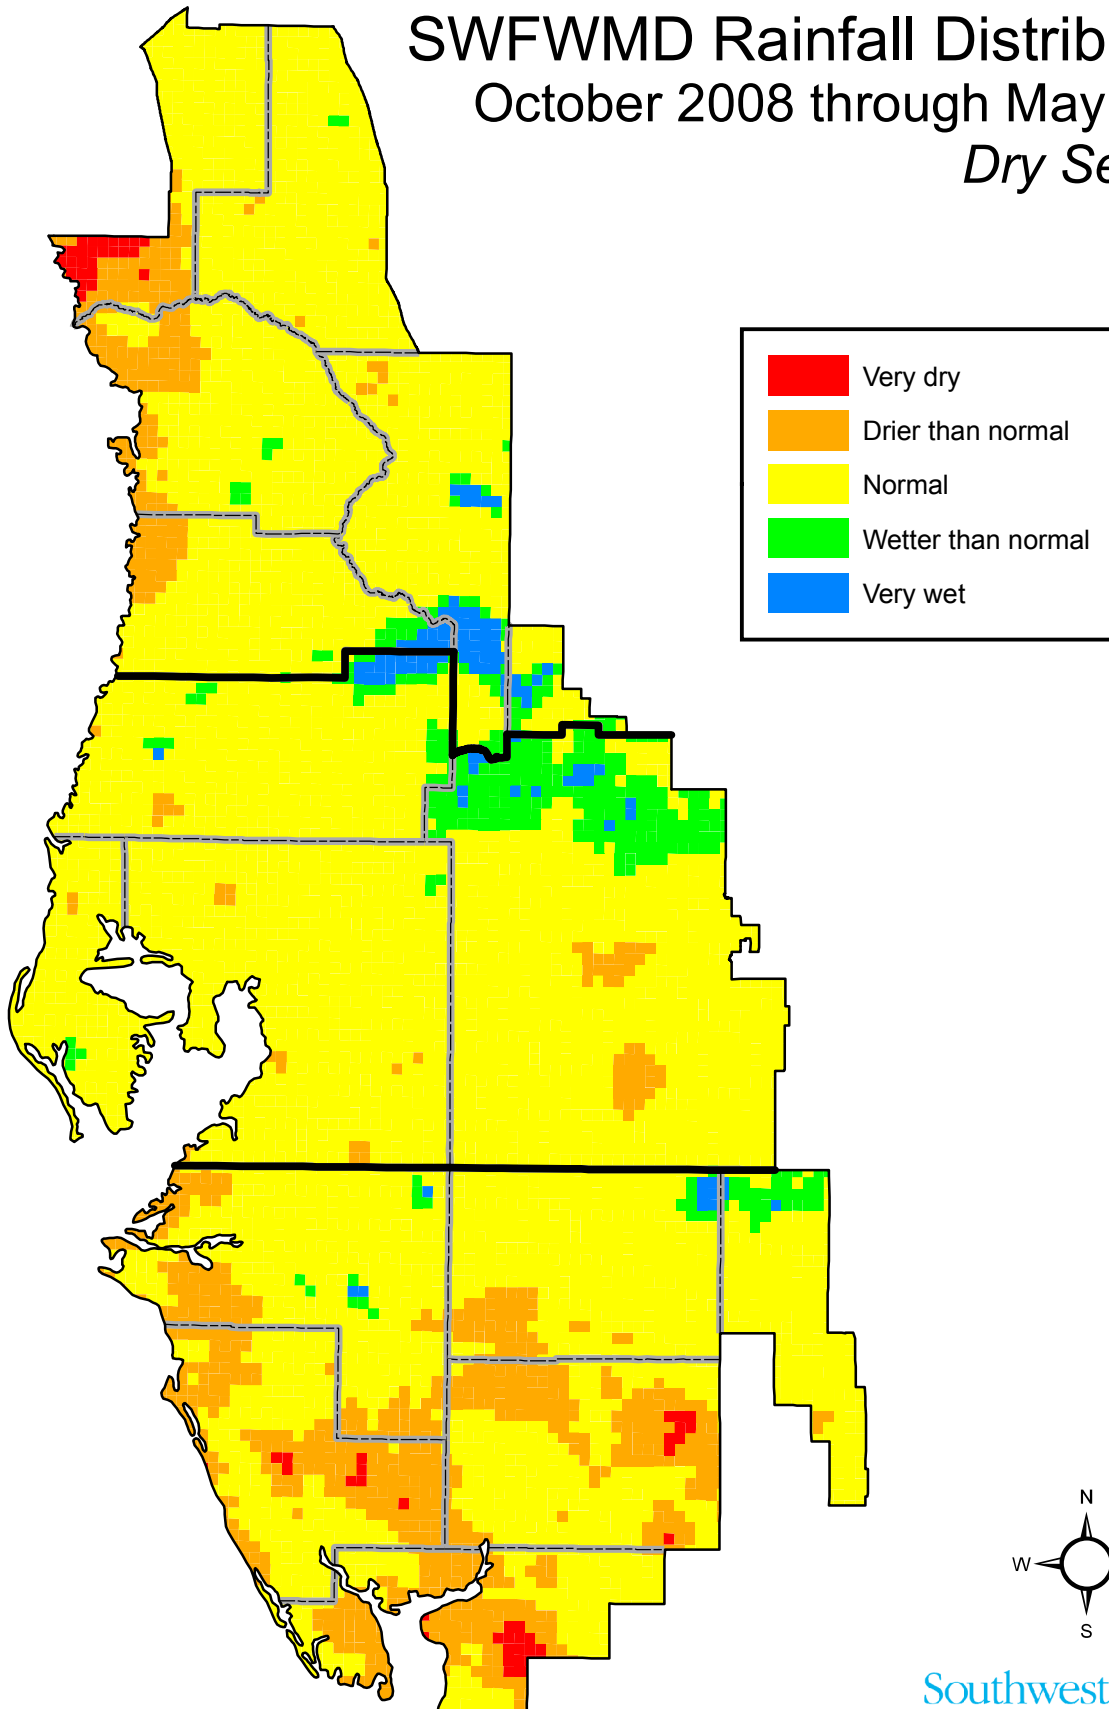 SWFWMD Rainfall Distrib
October 2008 through May
Dry Se
Very dry
Drier than normal
Normal
Wetter than normal
Very wet
N
W
S
Southwest